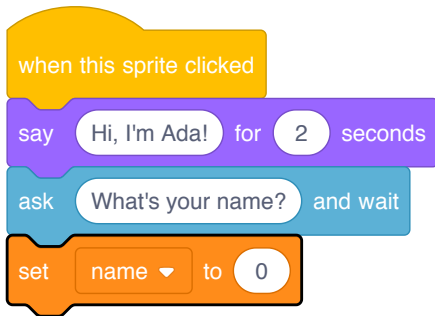 when this sprite clicked
say Hi, I'm Ada! for 2 seconds
ask What's your name? and wait
set name to 0